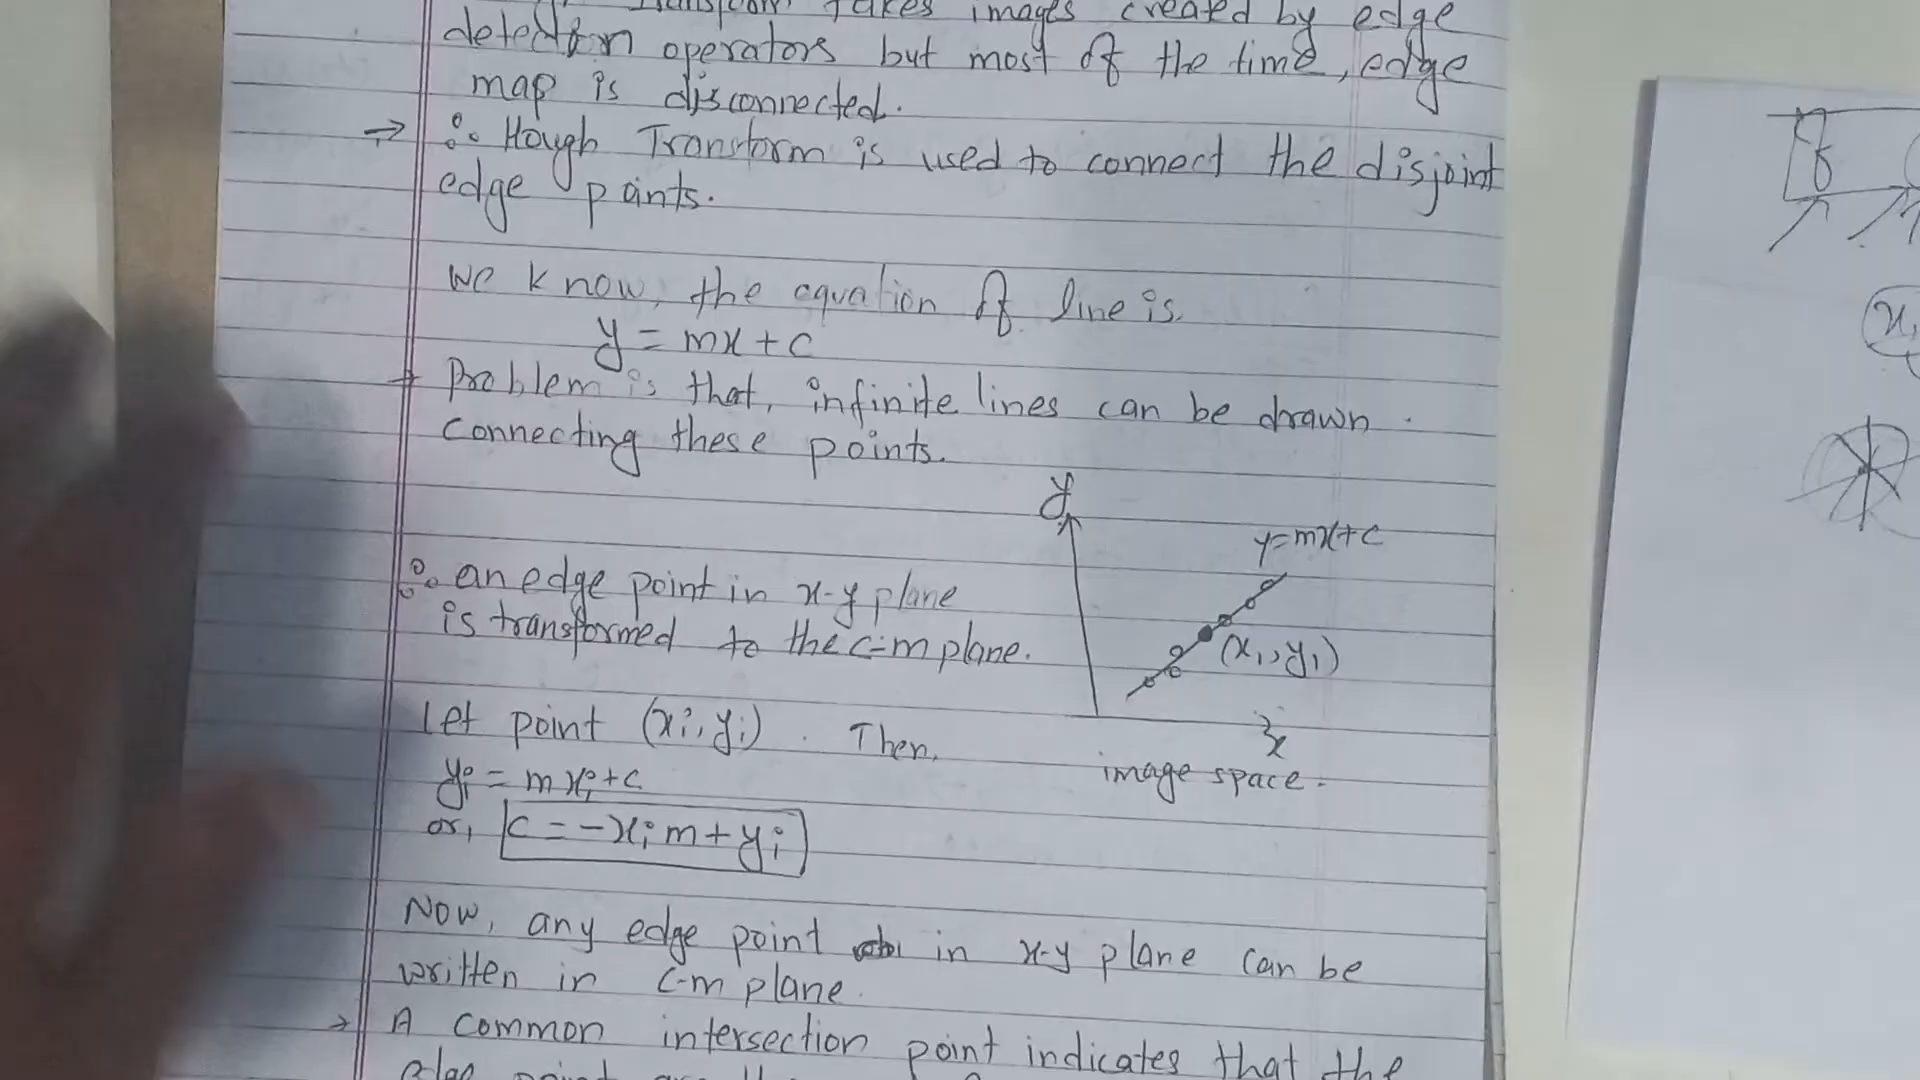 Transform takes images created by edge
detection operators but most of the time, edge
map is disconnected.
→ ∴ Hough Transform is used to connect the disjoint
edge points.
We know, the equation of line is
y = mx + c
→ Problem is that, infinite lines can be drawn.
connecting these points.
y
y=mx+c
∴ an edge point in x-y plane
is transformed to the c-m plane.
(x₁, y₁)
Let point (xi, yi). Then,
x
image space.
yi = mxi + c
or, c = -xi m + yi
Now, any edge point in x-y plane can be
written in c-m plane.
→ A common intersection point indicates that the